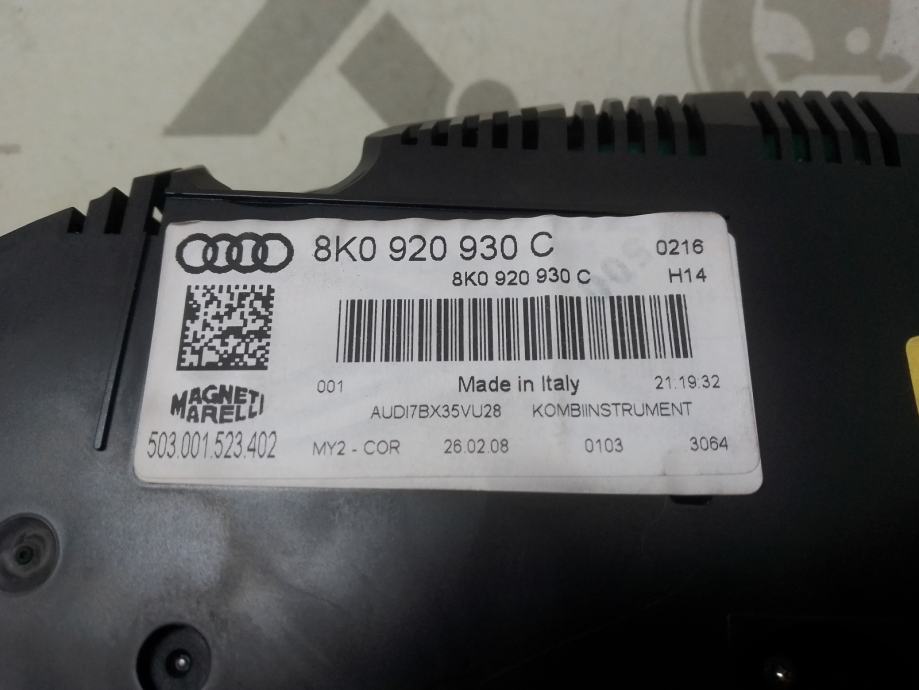 8K0 920 930 C 0216
8K0 920 930 C H14
001 Made in Italy 21.19.32
MAGNETI
MARELLI
AUDI7BX35VU28 KOMBIINSTRUMENT
503.001.523.402 MY2 - COR 26.02.08 0103 3064